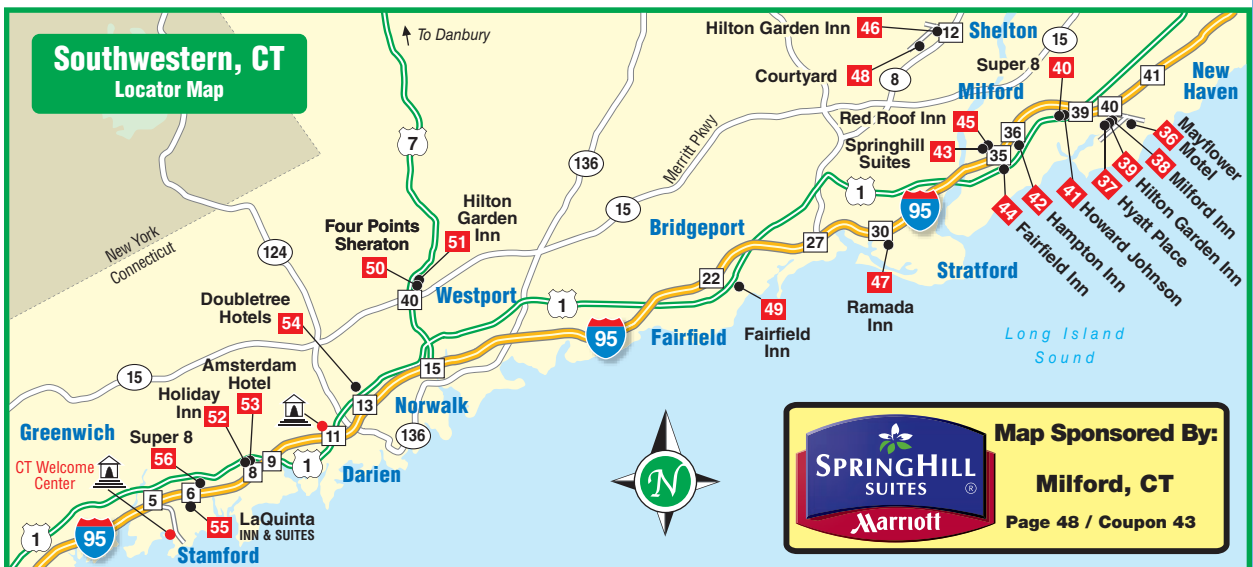 Southwestern, CT
Locator Map
To Danbury
Hilton Garden Inn 46
12
Shelton
15
Courtyard 48
8
Super 8 40
Milford
41
New
Haven
Red Roof Inn 45
Springhill
Suites 43
36
35
39
40
36 Mayflower
Motel
38 Milford Inn
39 Hilton Garden Inn
37 Hyatt Place
41 Howard Johnson
42 Hampton Inn
44 Fairfield Inn
7
136
Merritt Pkwy
15
1
95
New York
Connecticut
124
Four Points
Sheraton
50
Hilton
Garden
Inn
51
40
Westport
Bridgeport
27
30
22
Stratford
47
Ramada
Inn
49
Fairfield
Inn
1
95
Fairfield
Long Island
Sound
Doubletree
Hotels 54
15
15
Amsterdam
Hotel
53
Holiday
Inn 52
13
Norwalk
11
136
Greenwich
Super 8
56
CT Welcome
Center
8
9
1
Darien
5
6
55 LaQuinta
INN & SUITES
1
95
Stamford
N
SPRINGHILL
SUITES
®
Marriott
Map Sponsored By:
Milford, CT
Page 48 / Coupon 43